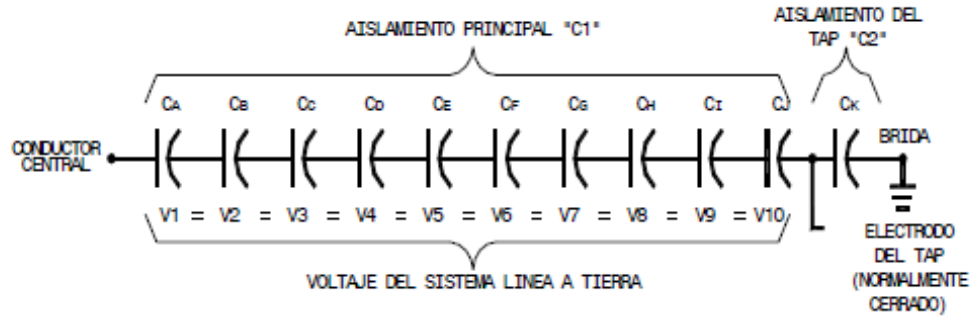 AISLAMIENTO PRINCIPAL "C1"
AISLAMIENTO DEL
TAP "C2"
CA CB CC CD CE CF CG CH CI CJ CK
CONDUCTOR
CENTRAL
BRIDA
V1 = V2 = V3 = V4 = V5 = V6 = V7 = V8 = V9 = V10
VOLTAJE DEL SISTEMA LINEA A TIERRA
ELECTRODO
DEL TAP
(NORMALMENTE
CERRADO)